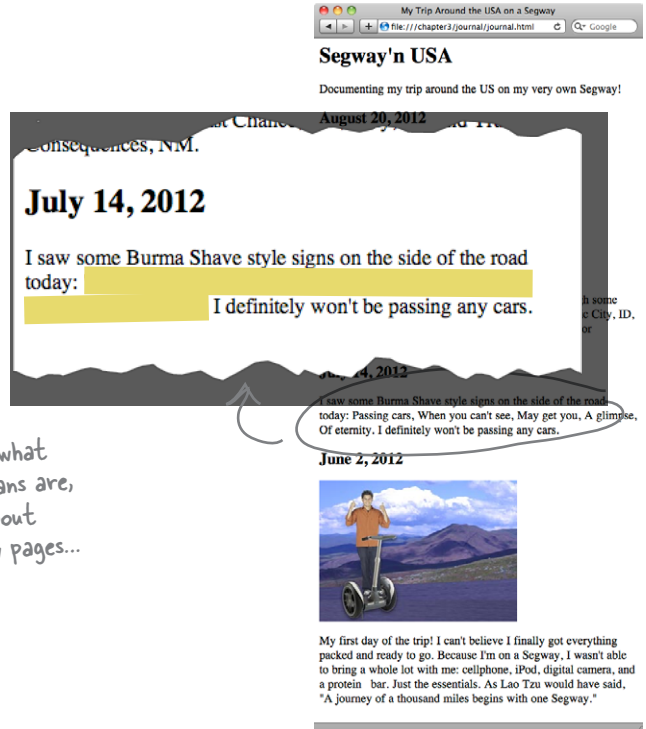 My Trip Around the USA on a Segway
file:///chapter3/journal/journal.html
Google
Segway'n USA
Documenting my trip around the US on my very own Segway!
August 20, 2012
NM.
July 14, 2012
I saw some Burma Shave style signs on the side of the road
today:
I definitely won't be passing any cars.
some
City, ID,
or
14, 2012
I saw some Burma Shave style signs on the side of the road
today: Passing cars, When you can't see, May get you, A glimpse,
Of eternity. I definitely won't be passing any cars.
what
are,
out
pages...
June 2, 2012
My first day of the trip! I can't believe I finally got everything
packed and ready to go. Because I'm on a Segway, I wasn't able
to bring a whole lot with me: cellphone, iPod, digital camera, and
a protein bar. Just the essentials. As Lao Tzu would have said,
"A journey of a thousand miles begins with one Segway."